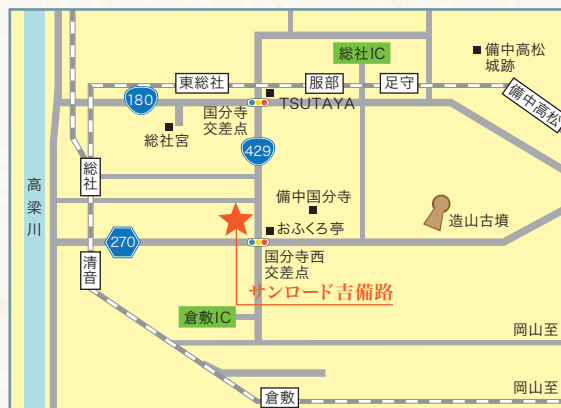 総社IC
備中高松
城跡
東総社
服部
足守
備中高松
180
国分寺
交差点
TSUTAYA
総社宮
429
総社
高梁川
備中国分寺
造山古墳
おふくろ亭
270
国分寺西
交差点
清音
サンロード吉備路
倉敷IC
岡山至
岡山至
倉敷